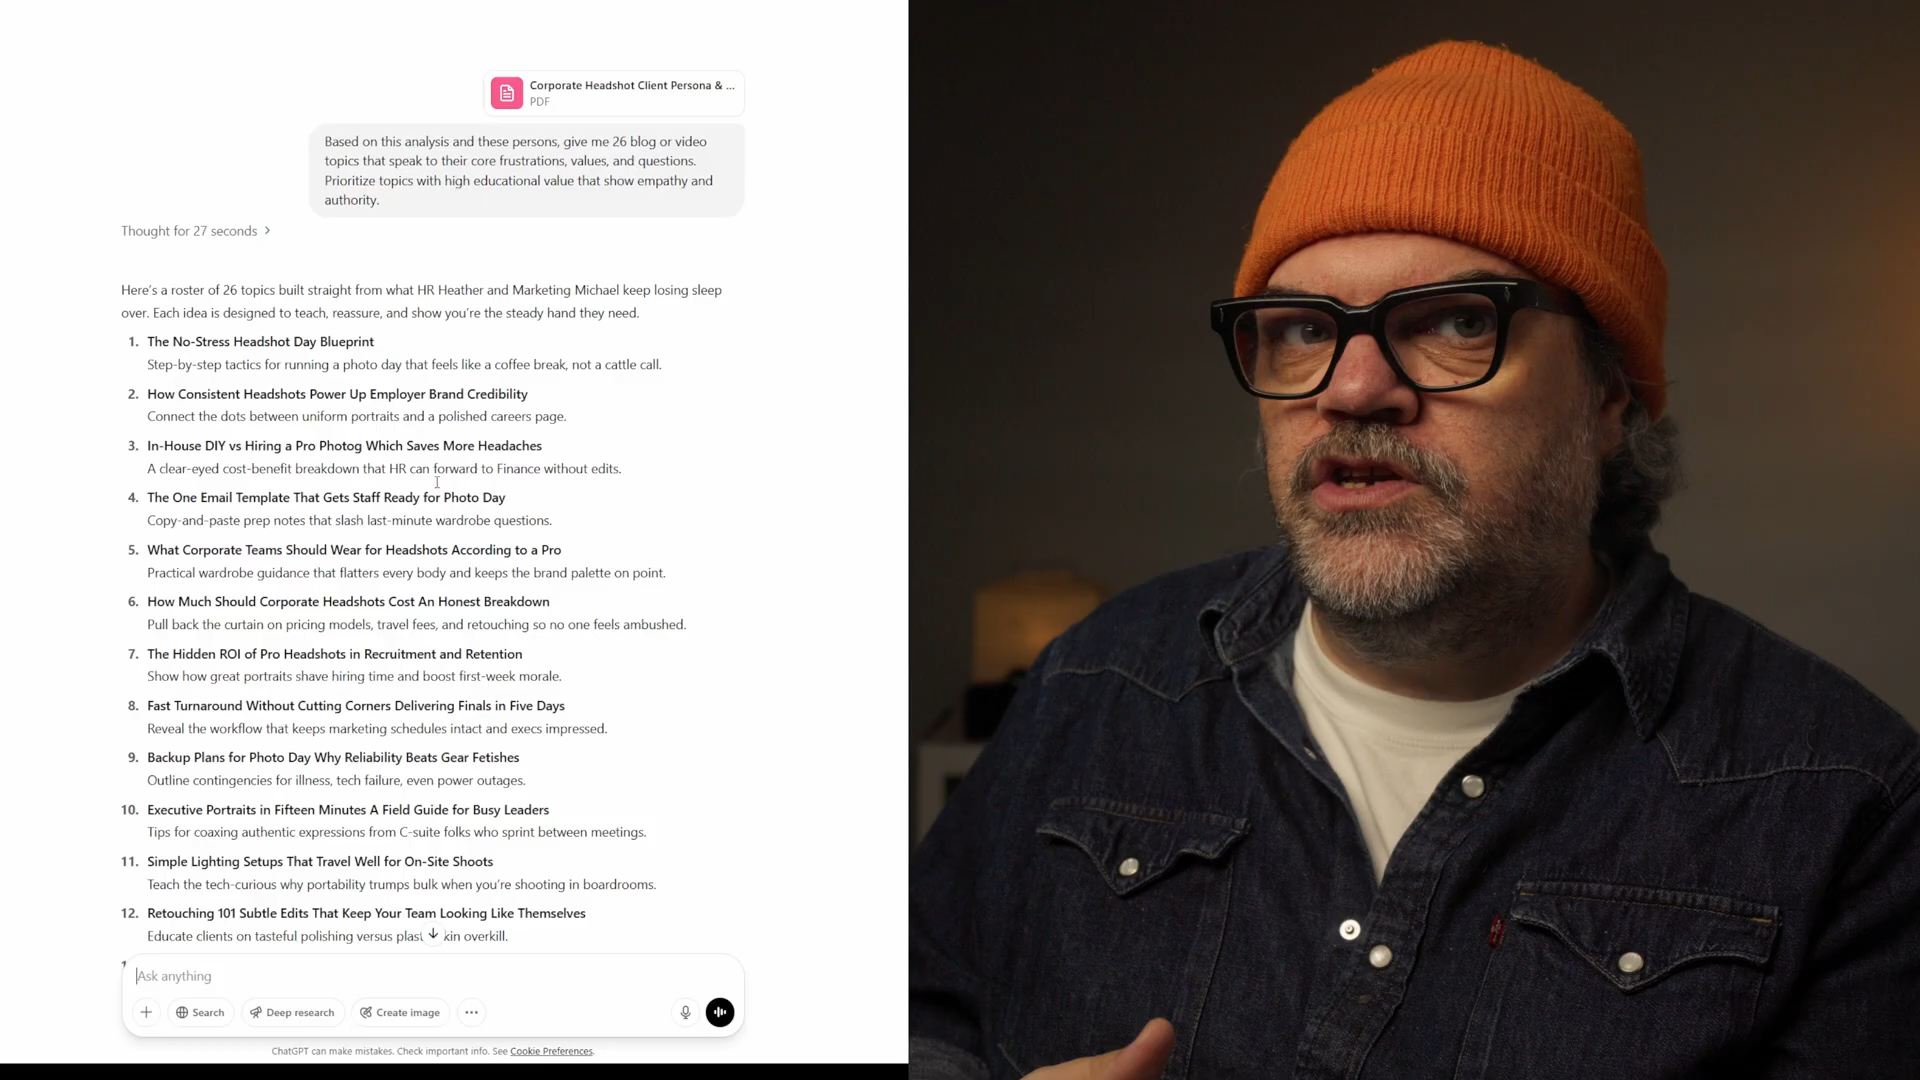 Corporate Headshot Client Persona & ...
PDF
Based on this analysis and these persons, give me 26 blog or video
topics that speak to their core frustrations, values, and questions.
Prioritize topics with high educational value that show empathy and
authority.
Thought for 27 seconds >
Here's a roster of 26 topics built straight from what HR Heather and Marketing Michael keep losing sleep
over. Each idea is designed to teach, reassure, and show you're the steady hand they need.
1. The No-Stress Headshot Day Blueprint
Step-by-step tactics for running a photo day that feels like a coffee break, not a cattle call.
2. How Consistent Headshots Power Up Employer Brand Credibility
Connect the dots between uniform portraits and a polished careers page.
3. In-House DIY vs Hiring a Pro Photog Which Saves More Headaches
A clear-eyed cost-benefit breakdown that HR can forward to Finance without edits.
4. The One Email Template That Gets Staff Ready for Photo Day
Copy-and-paste prep notes that slash last-minute wardrobe questions.
5. What Corporate Teams Should Wear for Headshots According to a Pro
Practical wardrobe guidance that flatters every body and keeps the brand palette on point.
6. How Much Should Corporate Headshots Cost An Honest Breakdown
Pull back the curtain on pricing models, travel fees, and retouching so no one feels ambushed.
7. The Hidden ROI of Pro Headshots in Recruitment and Retention
Show how great portraits shave hiring time and boost first-week morale.
8. Fast Turnaround Without Cutting Corners Delivering Finals in Five Days
Reveal the workflow that keeps marketing schedules intact and execs impressed.
9. Backup Plans for Photo Day Why Reliability Beats Gear Fetishes
Outline contingencies for illness, tech failure, even power outages.
10. Executive Portraits in Fifteen Minutes A Field Guide for Busy Leaders
Tips for coaxing authentic expressions from C-suite folks who sprint between meetings.
11. Simple Lighting Setups That Travel Well for On-Site Shoots
Teach the tech-curious why portability trumps bulk when you're shooting in boardrooms.
12. Retouching 101 Subtle Edits That Keep Your Team Looking Like Themselves
Educate clients on tasteful polishing versus overkill.
Ask anything
Search
Deep research
Create image
ChatGPT can make mistakes. Check important info. See Cookie Preferences.